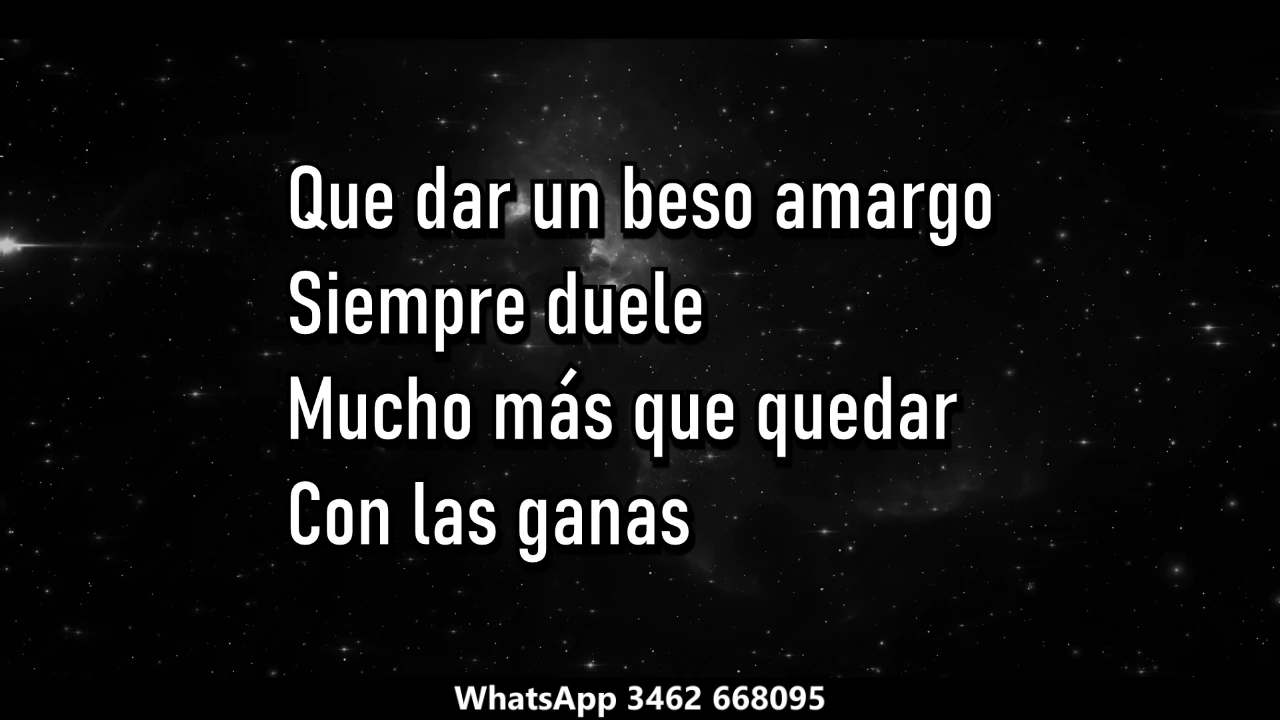 Que dar un beso amargo
Siempre duele
Mucho más que quedar
Con las ganas
WhatsApp 3462 668095